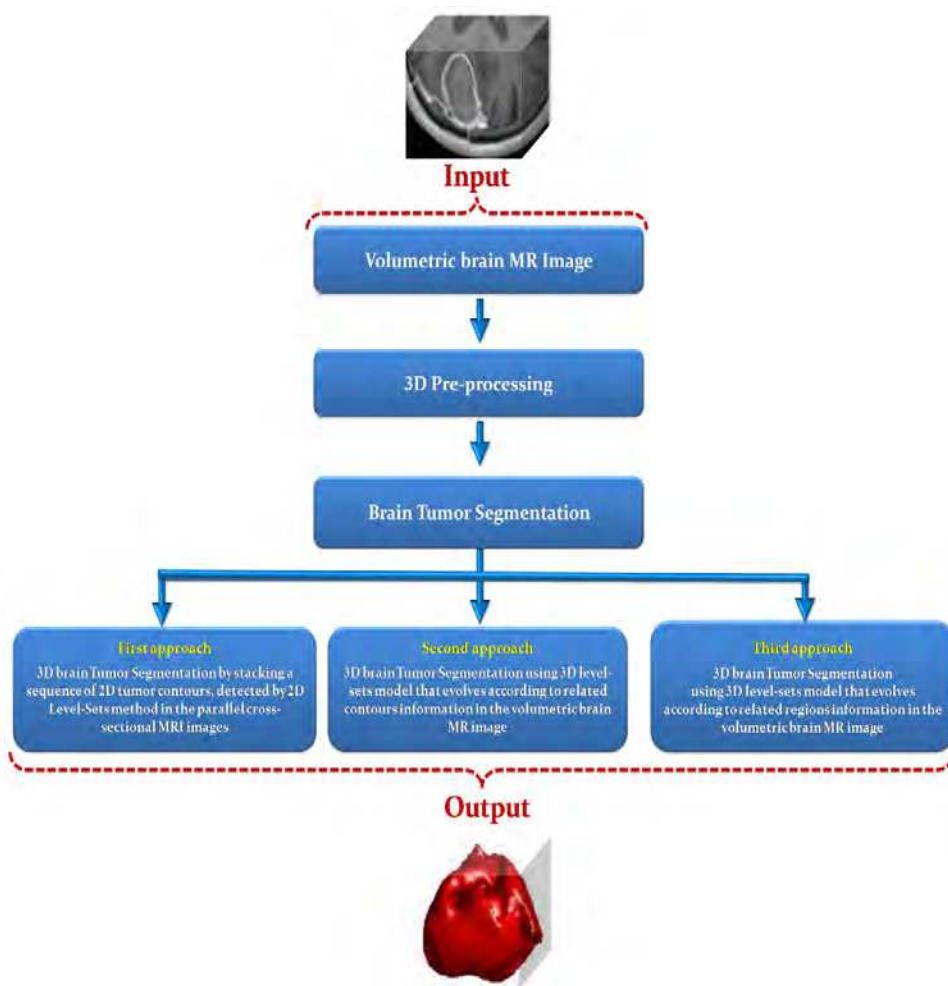 Input
Volumetric brain MR Image
3D Pre-processing
Brain Tumor Segmentation
First approach
3D brain Tumor Segmentation by stacking a
sequence of 2D tumor contours, detected by 2D
Level-Sets method in the parallel cross-
sectional MRI images
Second approach
3D brain Tumor Segmentation using 3D level-
sets model that evolves according to related
contours information in the volumetric brain
MR image
Third approach
3D brain Tumor Segmentation
using 3D level-sets model that evolves
according to related regions information in the
volumetric brain MR image
Output